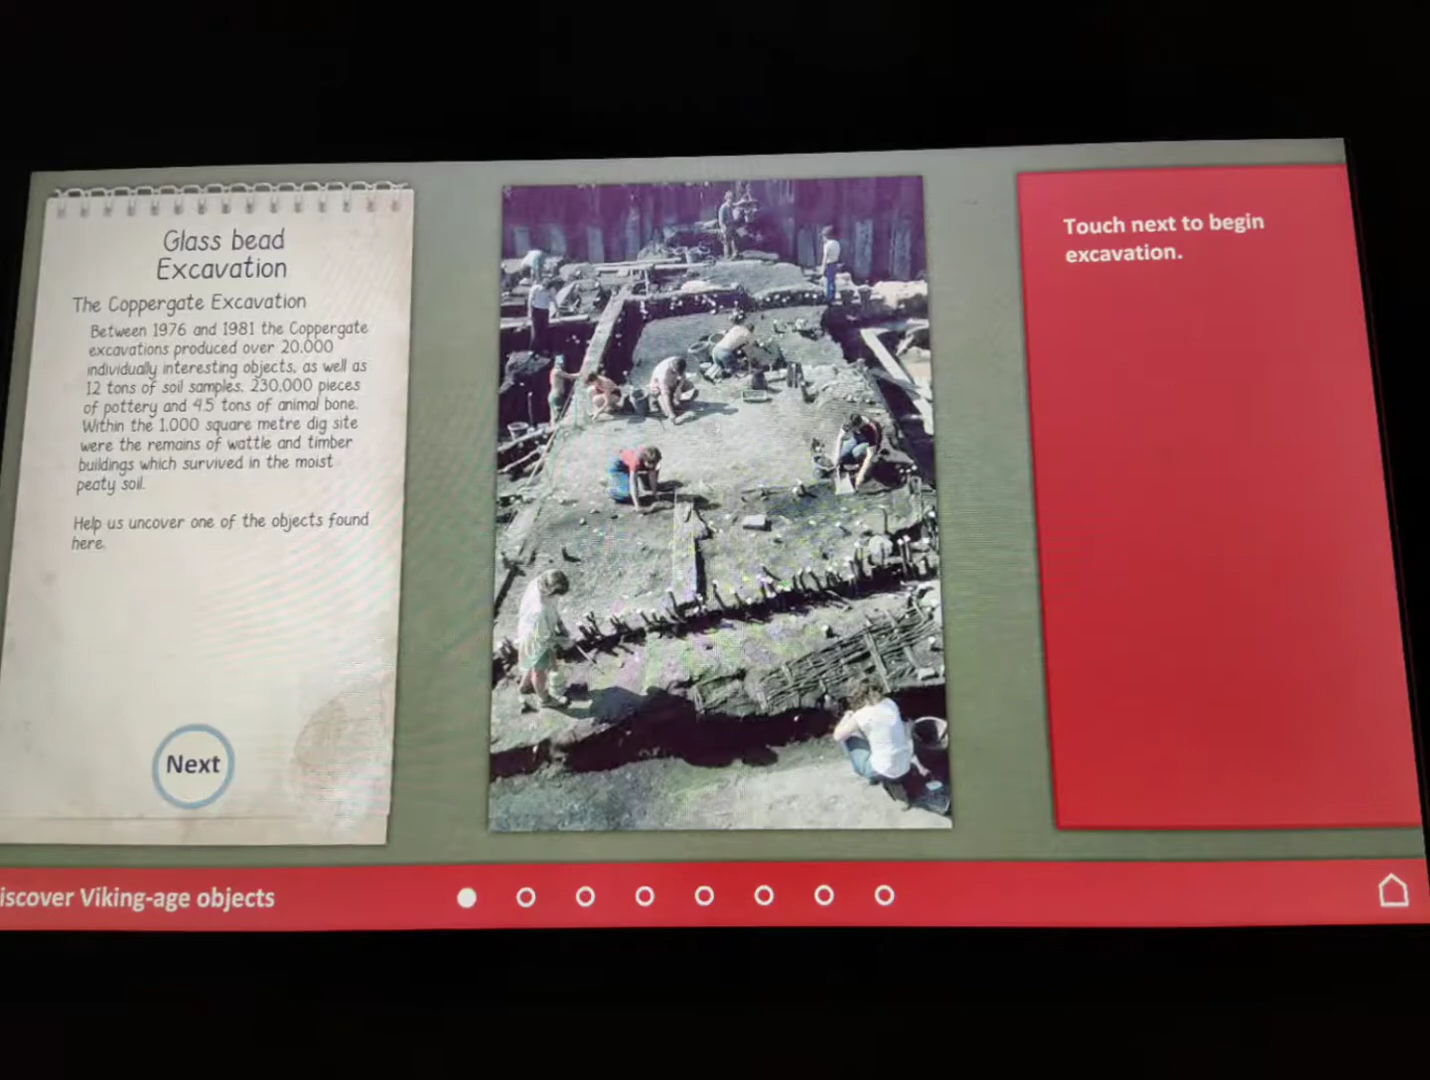 Glass bead
Excavation
The Coppergate Excavation
Between 1976 and 1981 the Coppergate
excavations produced over 20,000
individually interesting objects, as well as
12 tons of soil samples, 230,000 pieces
of pottery and 4.5 tons of animal bone.
Within the 1,000 square metre dig site
were the remains of wattle and timber
buildings which survived in the moist
peaty soil.
Help us uncover one of the objects found
here.
Next
Touch next to begin
excavation.
iscover Viking-age objects